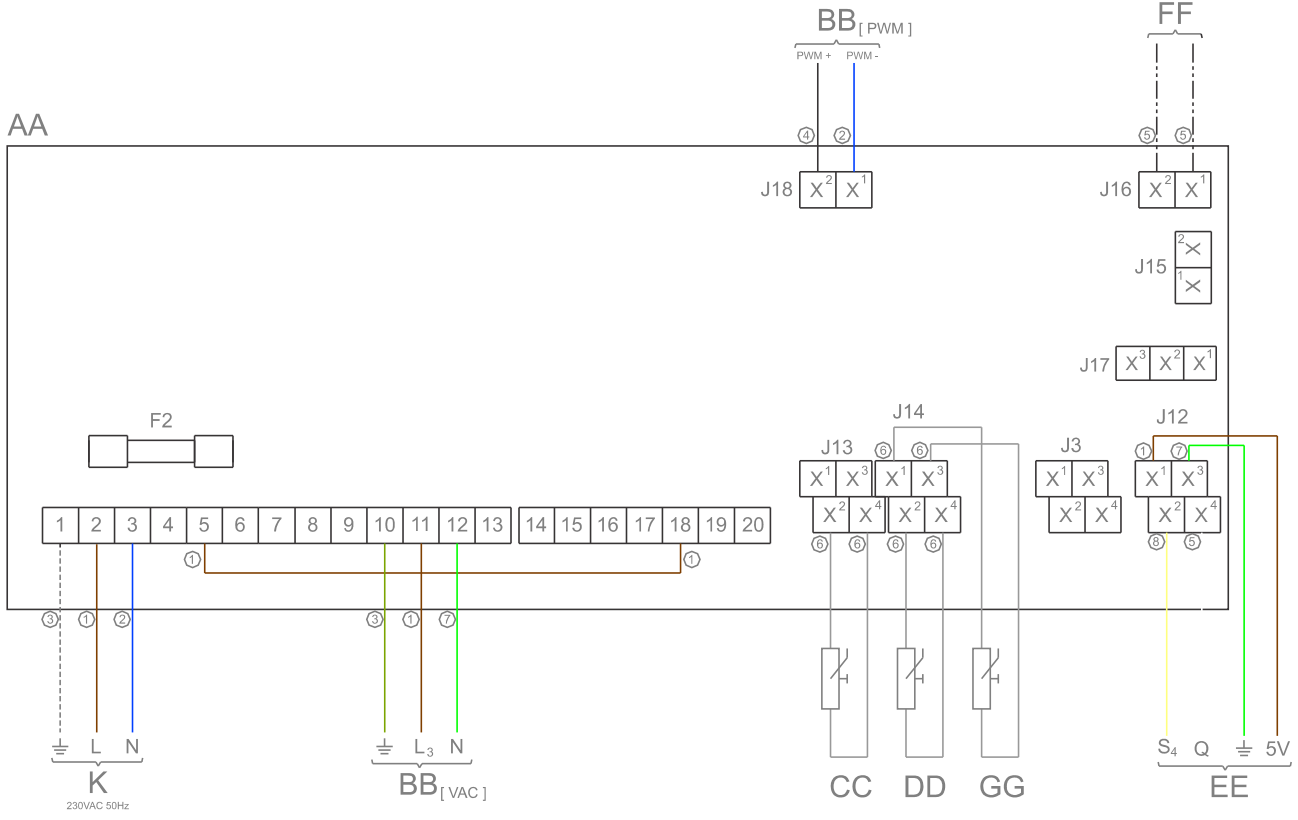 BB [ PWM ]
FF
PWM + PWM -
AA
4 2 5 5
J18 X2 X1 J16 X2 X1
J15 2 X
1 X
J17 X3 X2 X1
F2
J14
J12
J13 6 6 J3 1 7
X1 X3 X1 X3 X1 X3 X1 X3
X2 X4 X2 X4 X2 X4 X2 X4
1 2 3 4 5 6 7 8 9 10 11 12 13 14 15 16 17 18 19 20
6 6 6 6 8 5
1 1
3 1 2 3 1 7
L N L3 N S4 Q 5V
K BB [ VAC ] CC DD GG EE
230VAC 50Hz